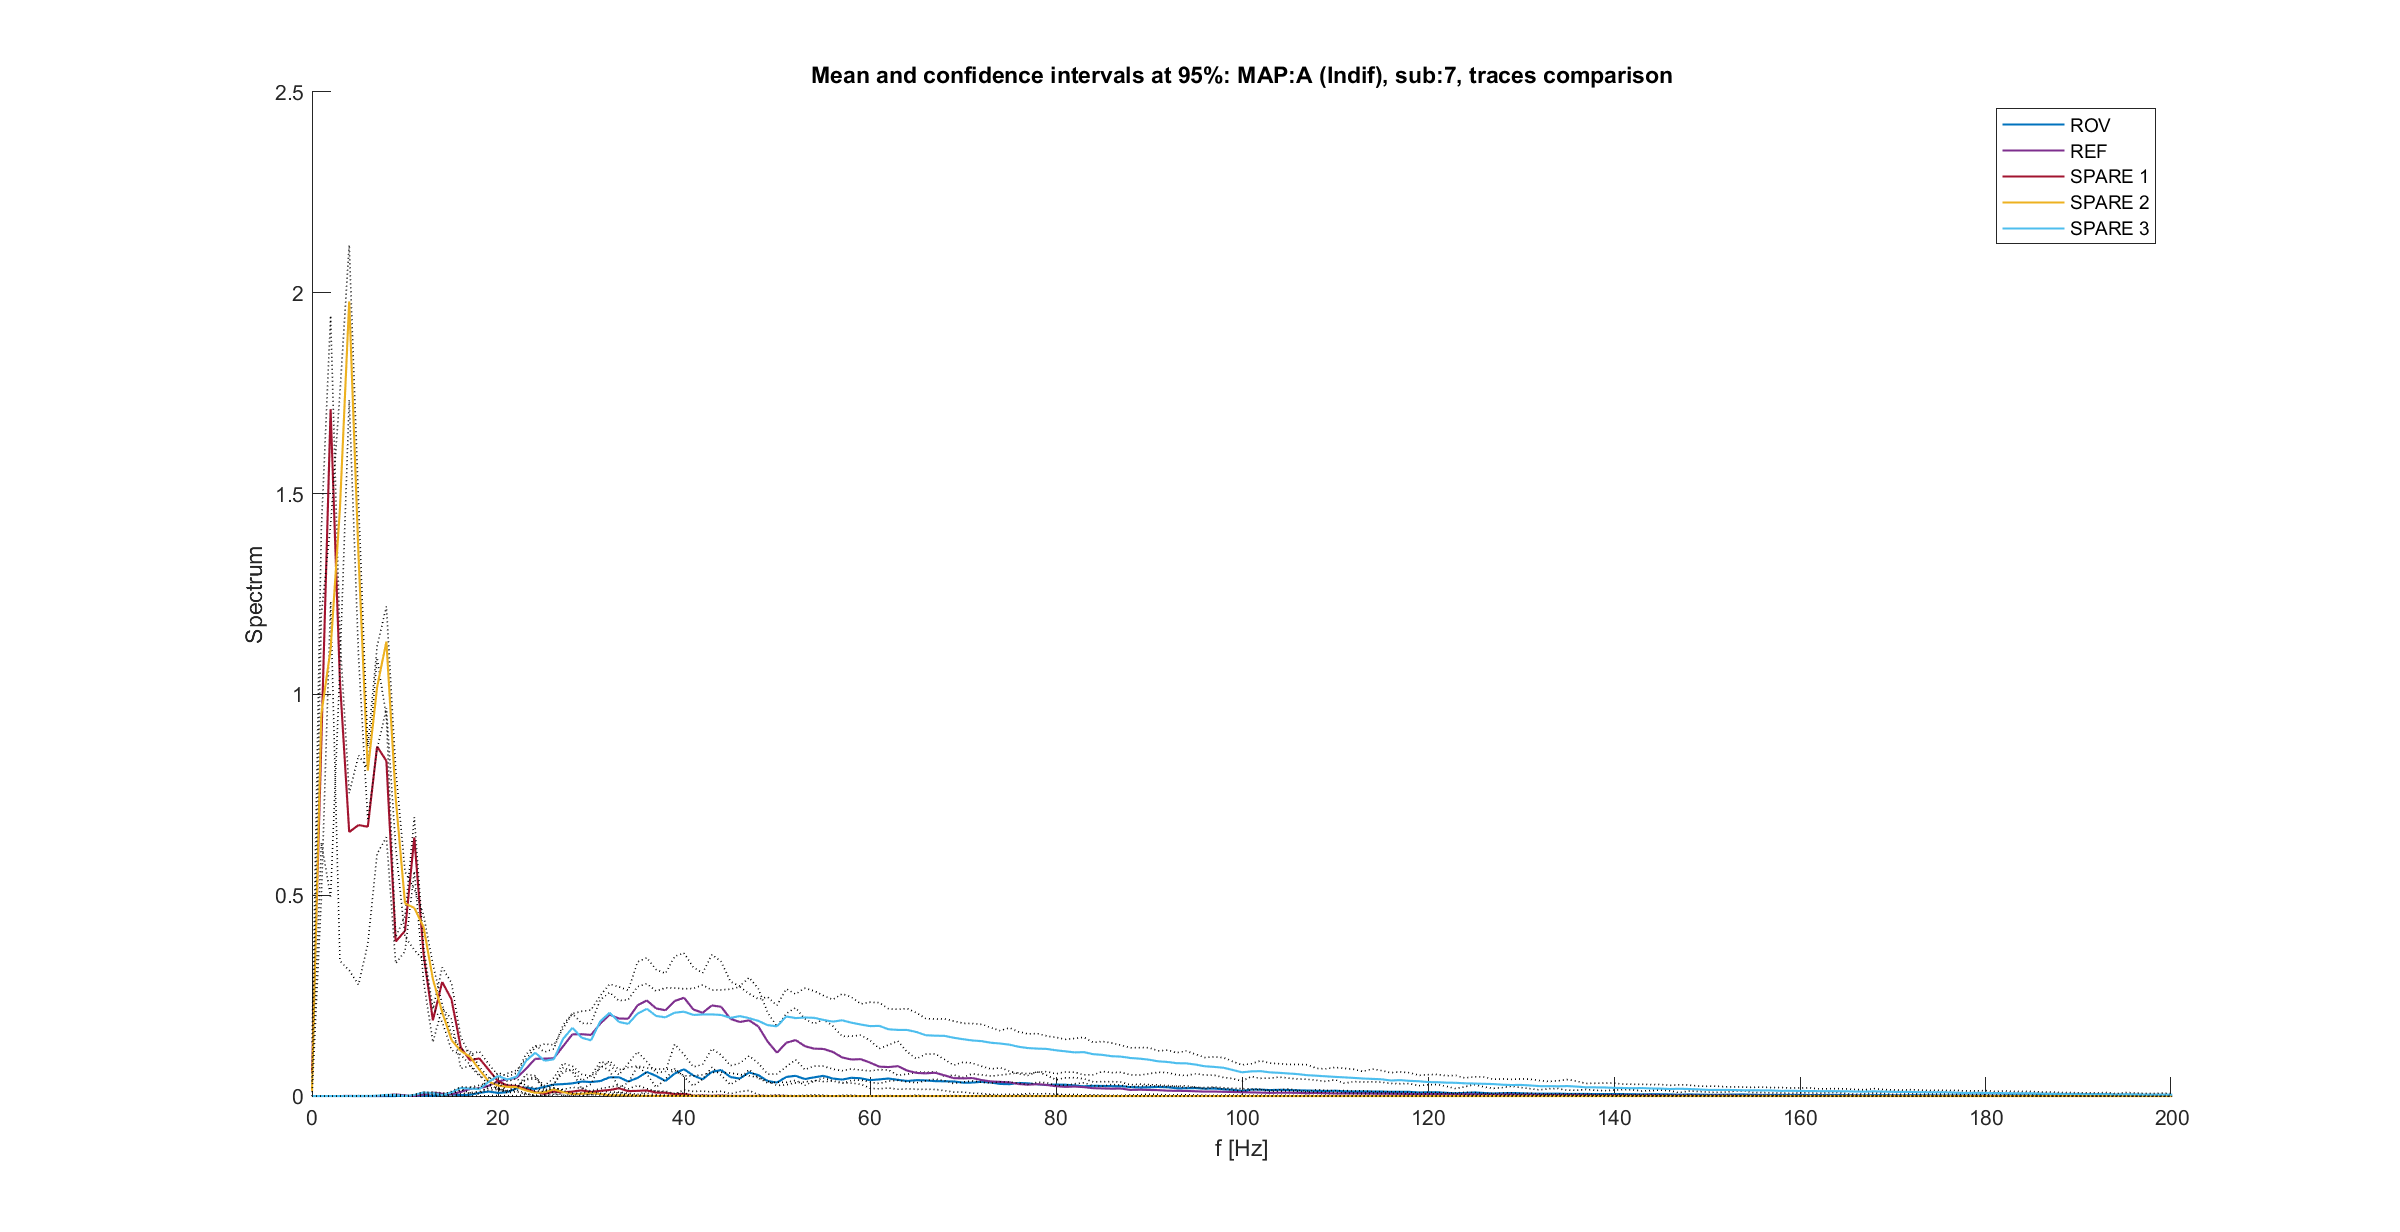 Mean and confidence intervals at 95%: MAP:A (Indif), sub:7, traces comparison
2.5
2
1.5
1
0.5
0
Spectrum
ROV
REF
SPARE 1
SPARE 2
SPARE 3
0 20 40 60 80 100 120 140 160 180 200
f [Hz]